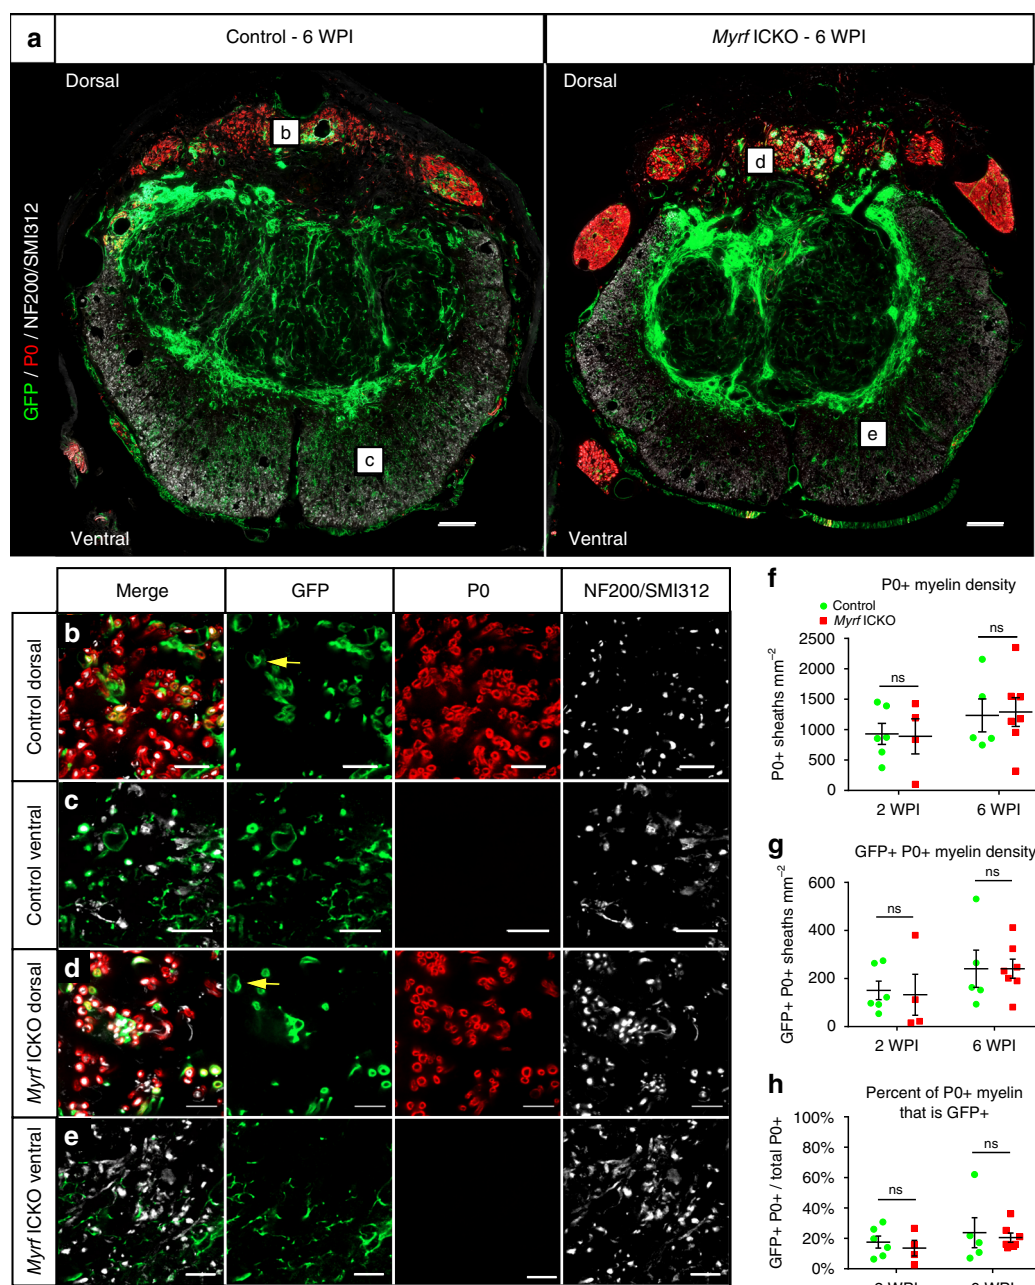 a
Control - 6 WPI
Myrf ICKO - 6 WPI
GFP / P0 / NF200/SMI312
Dorsal
b
c
Ventral
Dorsal
d
e
Ventral
Merge
GFP
P0
NF200/SMI312
Control dorsal
b
Control ventral
c
Myrf ICKO dorsal
d
Myrf ICKO ventral
e
f
P0+ myelin density
Control
Myrf ICKO
P0+ sheaths mm⁻²
2500
2000
1500
1000
500
0
ns
ns
2 WPI
6 WPI
g
GFP+ P0+ myelin density
GFP+ P0+ sheaths mm⁻²
600
400
200
0
ns
ns
2 WPI
6 WPI
h
Percent of P0+ myelin
that is GFP+
GFP+ P0+ / total P0+
100%
80%
60%
40%
20%
0%
ns
ns